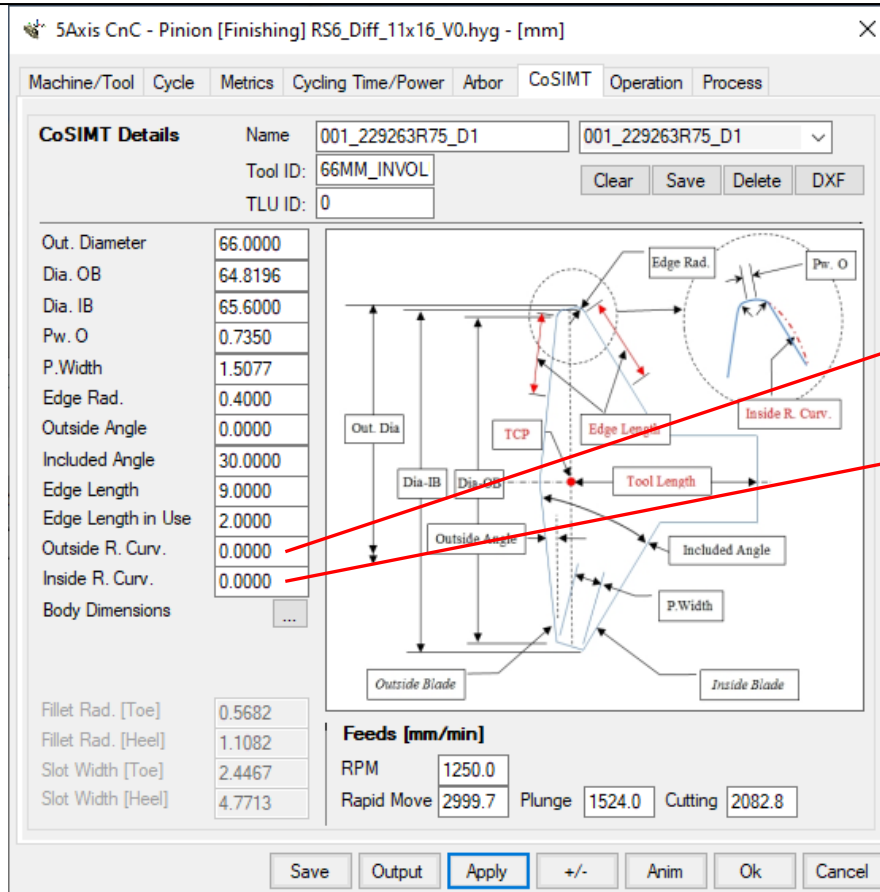 5Axis CnC - Pinion [Finishing] RS6_Diff_11x16_V0.hyg - [mm]
Machine/Tool Cycle Metrics Cycling Time/Power Arbor CoSIMT Operation Process
CoSIMT Details Name 001_229263R75_D1 001_229263R75_D1
Tool ID: 66MM_INVOL Clear Save Delete DXF
TLU ID: 0
Out. Diameter 66.0000
Dia. OB 64.8196
Dia. IB 65.6000
Pw. O 0.7350
P.Width 1.5077
Edge Rad. 0.4000
Outside Angle 0.0000
Included Angle 30.0000
Edge Length 9.0000
Edge Length in Use 2.0000
Outside R. Curv. 0.0000
Inside R. Curv. 0.0000
Body Dimensions ...
Edge Rad. Pw. O
Inside R. Curv.
Out. Dia TCP Edge Length
Dia-IB Dia-OB Tool Length
Outside Angle Included Angle
P.Width
Outside Blade Inside Blade
Fillet Rad. [Toe] 0.5682
Fillet Rad. [Heel] 1.1082
Slot Width [Toe] 2.4467
Slot Width [Heel] 4.7713
Feeds [mm/min]
RPM 1250.0
Rapid Move 2999.7 Plunge 1524.0 Cutting 2082.8
Save Output Apply +/- Anim Ok Cancel